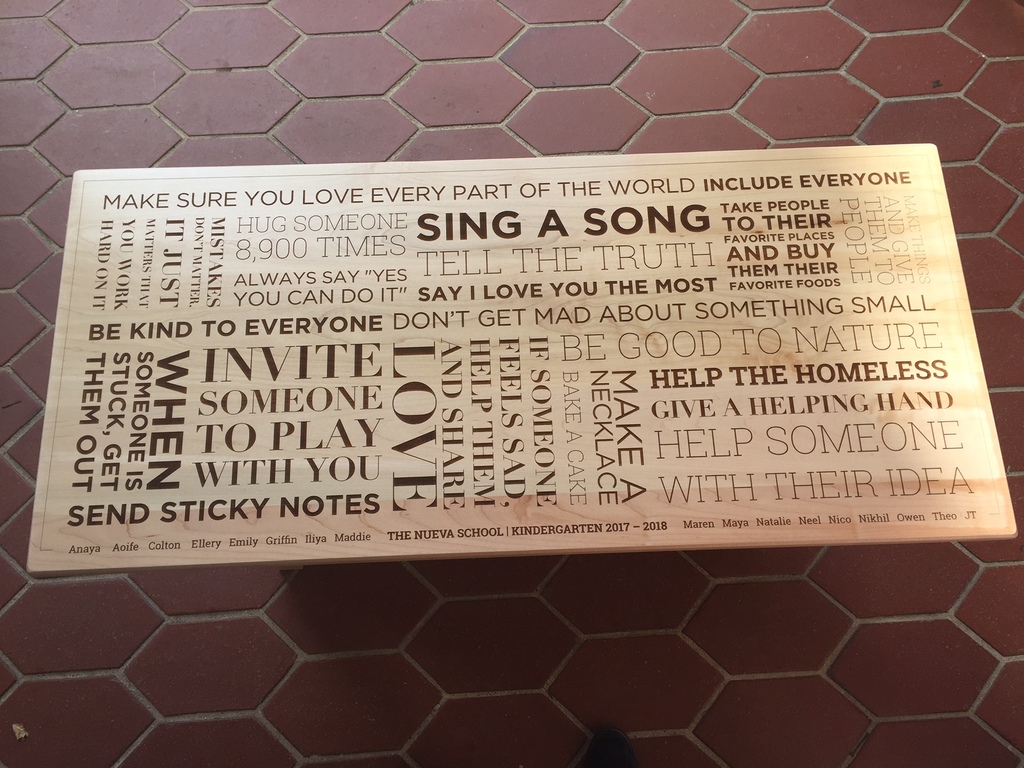 MAKE SURE YOU LOVE EVERY PART OF THE WORLD INCLUDE EVERYONE
MISTAKES
DON'T MATTER.
IT JUST
MATTERS THAT
YOU WORK
HARD ON IT
HUG SOMEONE
8,900 TIMES
ALWAYS SAY "YES
YOU CAN DO IT"
SING A SONG
TELL THE TRUTH
SAY I LOVE YOU THE MOST
TAKE PEOPLE
TO THEIR
FAVORITE PLACES
AND BUY
THEM THEIR
FAVORITE FOODS
MAKE THINGS
AND GIVE
THEM TO
PEOPLE
BE KIND TO EVERYONE DON'T GET MAD ABOUT SOMETHING SMALL
WHEN
SOMEONE IS
STUCK, GET
THEM OUT
INVITE
SOMEONE
TO PLAY
WITH YOU
LOVE
AND SHARE
IF SOMEONE
FEELS SAD,
HELP THEM
BE GOOD TO NATURE
BAKE A CAKE
MAKE A
NECKLACE
HELP THE HOMELESS
GIVE A HELPING HAND
HELP SOMEONE
WITH THEIR IDEA
SEND STICKY NOTES
Anaya Aoife Colton Ellery Emily Griffin Iliya Maddie THE NUEVA SCHOOL | KINDERGARTEN 2017 – 2018 Maren Maya Natalie Neel Nico Nikhil Owen Theo JT